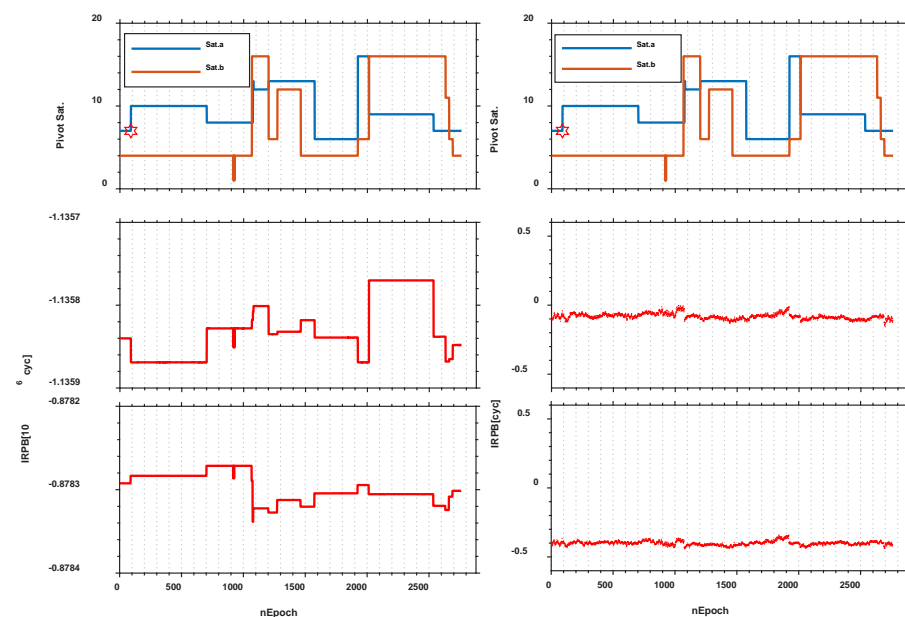 20
10
0
Pivot Sat.
Sat.a
Sat.b
20
10
0
Pivot Sat.
Sat.a
Sat.b
-1.1357
-1.1358
-1.1359
6 cyc]
0.5
0
-0.5
-0.8782
-0.8783
-0.8784
IRPB[10
0.5
0
-0.5
IRPB[cyc]
0 500 1000 1500 2000 2500
nEpoch
0 500 1000 1500 2000 2500
nEpoch